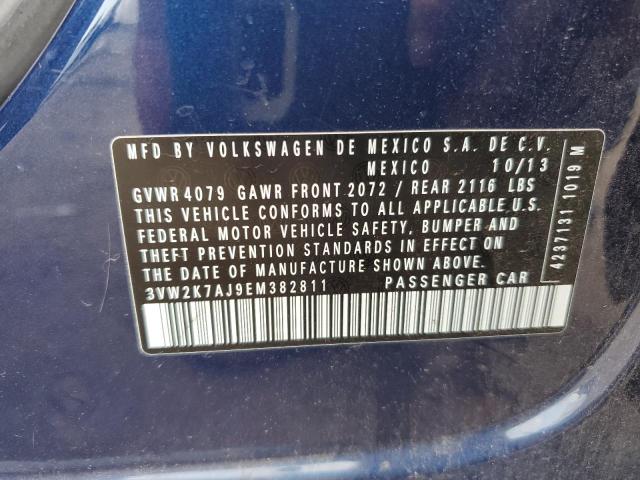 MFD BY VOLKSWAGEN DE MEXICO S.A. DE C.V.
MEXICO 10/13
GVWR 4079 GAWR FRONT 2072 / REAR 2116 LBS
THIS VEHICLE CONFORMS TO ALL APPLICABLE U.S.
FEDERAL MOTOR VEHICLE SAFETY, BUMPER AND
THEFT PREVENTION STANDARDS IN EFFECT ON
THE DATE OF MANUFACTURE SHOWN ABOVE.
3VW2K7AJ9EM382811 PASSENGER CAR
4237131 1019 M